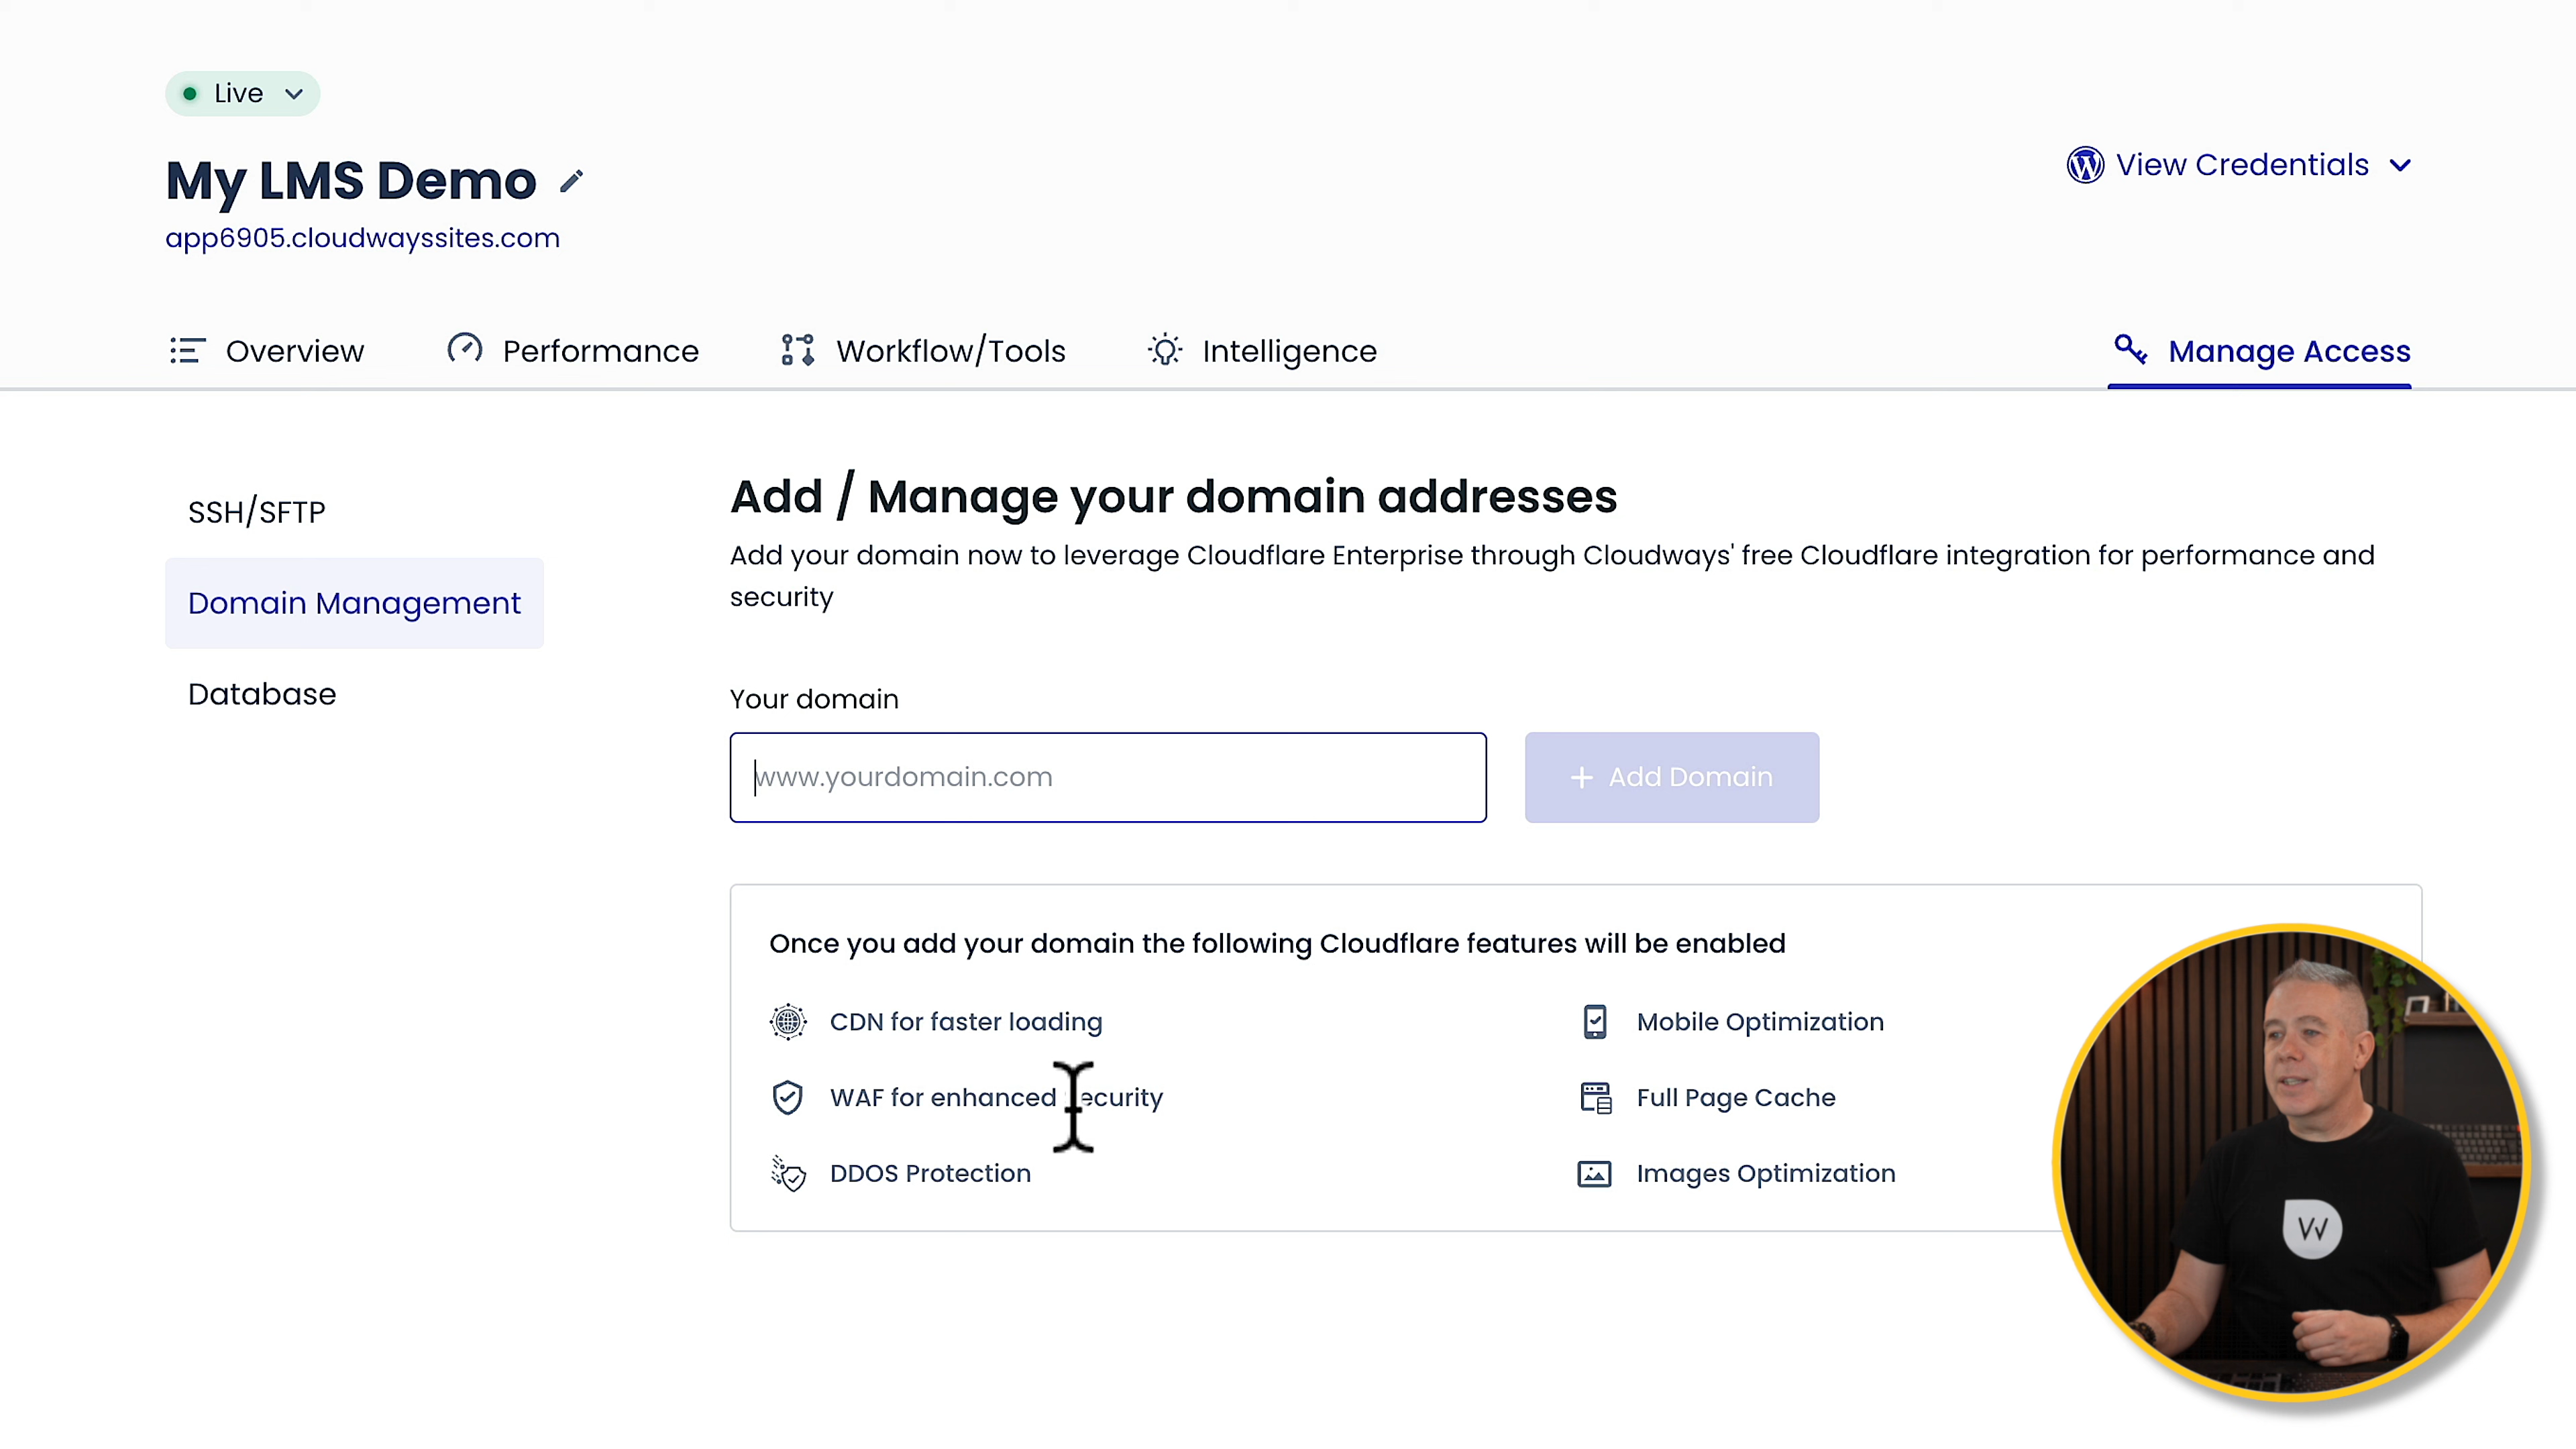 Live
My LMS Demo
app6905.cloudwayssites.com
View Credentials
Overview
Performance
Workflow/Tools
Intelligence
Manage Access
SSH/SFTP
Domain Management
Database
Add / Manage your domain addresses
Add your domain now to leverage Cloudflare Enterprise through Cloudways' free Cloudflare integration for performance and
security
Your domain
www.yourdomain.com
+ Add Domain
Once you add your domain the following Cloudflare features will be enabled
CDN for faster loading
Mobile Optimization
WAF for enhanced security
Full Page Cache
DDOS Protection
Images Optimization
W